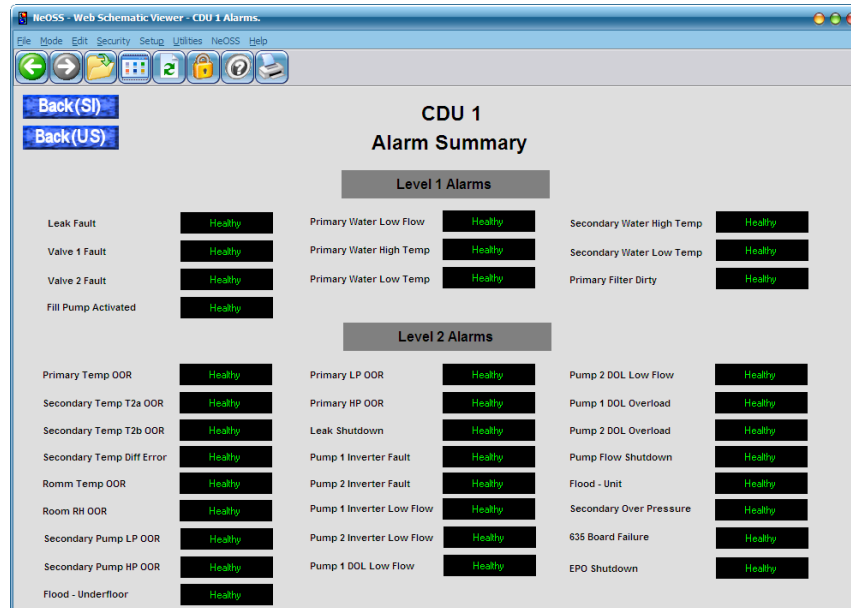 NeOSS - Web Schematic Viewer - CDU 1 Alarms.
File Mode Edit Security Setup Utilities NeOSS Help
Back(SI)
Back(US)
CDU 1
Alarm Summary
Level 1 Alarms
Leak Fault Healthy Primary Water Low Flow Healthy Secondary Water High Temp Healthy
Valve 1 Fault Healthy Primary Water High Temp Healthy Secondary Water Low Temp Healthy
Valve 2 Fault Healthy Primary Water Low Temp Healthy Primary Filter Dirty Healthy
Fill Pump Activated Healthy
Level 2 Alarms
Primary Temp OOR Healthy Primary LP OOR Healthy Pump 2 DOL Low Flow Healthy
Secondary Temp T2a OOR Healthy Primary HP OOR Healthy Pump 1 DOL Overload Healthy
Secondary Temp T2b OOR Healthy Leak Shutdown Healthy Pump 2 DOL Overload Healthy
Secondary Temp Diff Error Healthy Pump 1 Inverter Fault Healthy Pump Flow Shutdown Healthy
Romm Temp OOR Healthy Pump 2 Inverter Fault Healthy Flood - Unit Healthy
Room RH OOR Healthy Pump 1 Inverter Low Flow Healthy Secondary Over Pressure Healthy
Secondary Pump LP OOR Healthy Pump 2 Inverter Low Flow Healthy 635 Board Failure Healthy
Secondary Pump HP OOR Healthy Pump 1 DOL Low Flow Healthy EPO Shutdown Healthy
Flood - Underfloor Healthy